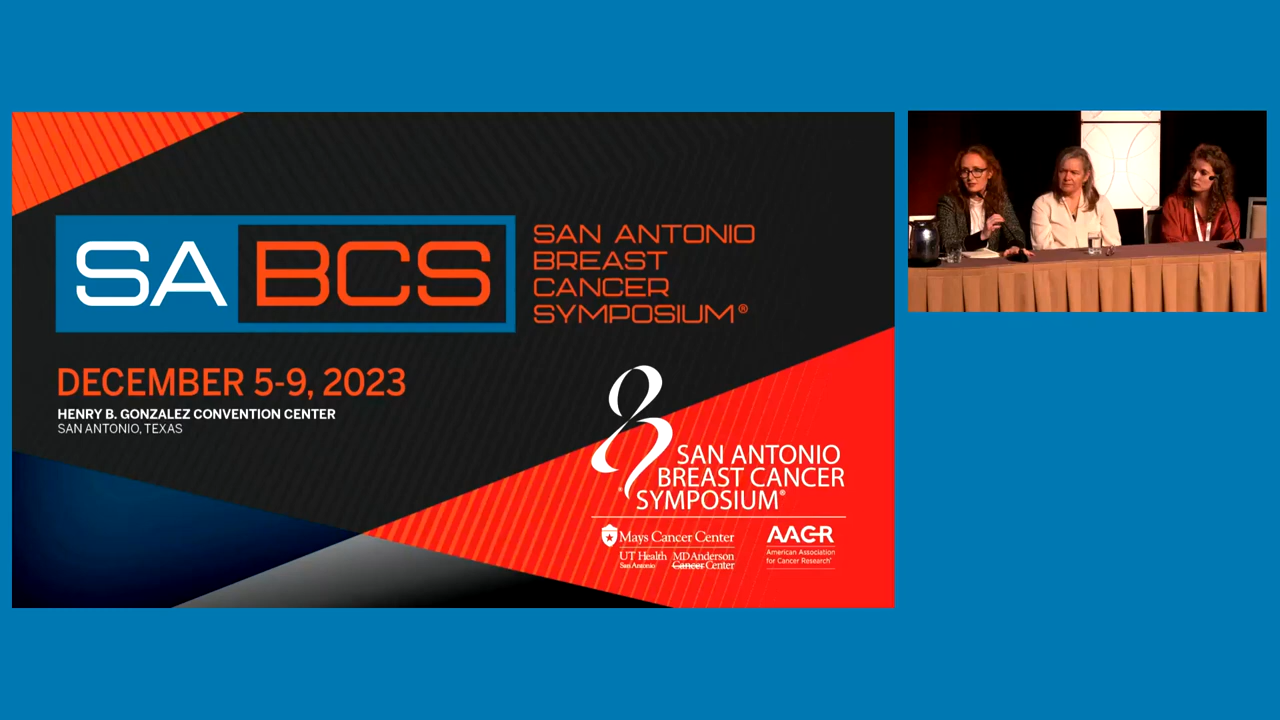 SA BCS
SAN ANTONIO
BREAST
CANCER
SYMPOSIUM®
DECEMBER 5-9, 2023
HENRY B. GONZALEZ CONVENTION CENTER
SAN ANTONIO, TEXAS
SAN ANTONIO
BREAST CANCER
SYMPOSIUM®
Mays Cancer Center
UT Health
San Antonio
MD Anderson
Cancer Center
AACR
American Association
for Cancer Research®